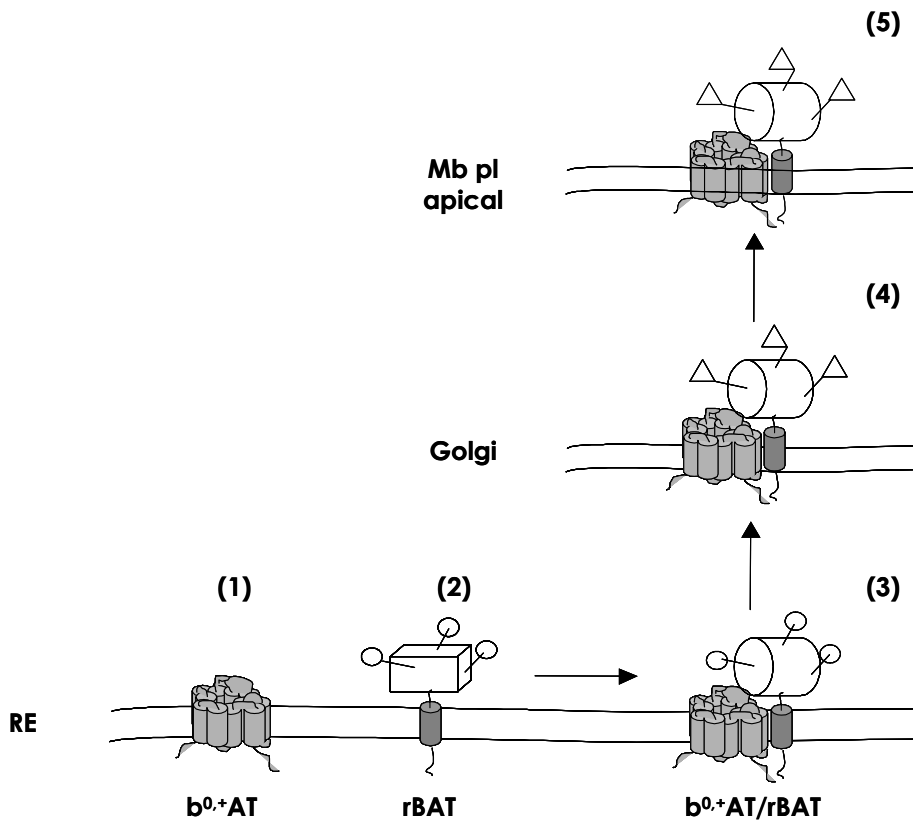 (5)
Mb pl
apical
(4)
Golgi
(1) (2) (3)
RE
b⁰,⁺AT rBAT b⁰,⁺AT/rBAT